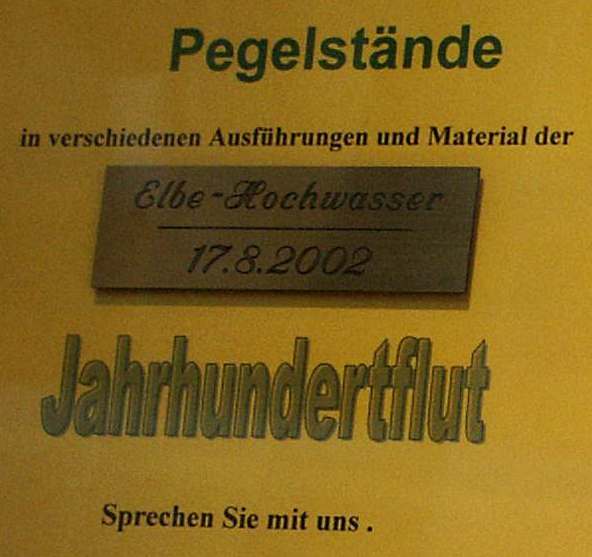 Pegelstände
in verschiedenen Ausführungen und Material der
Elbe-Hochwasser
17.8.2002
Jahrhundertflut
Sprechen Sie mit uns .